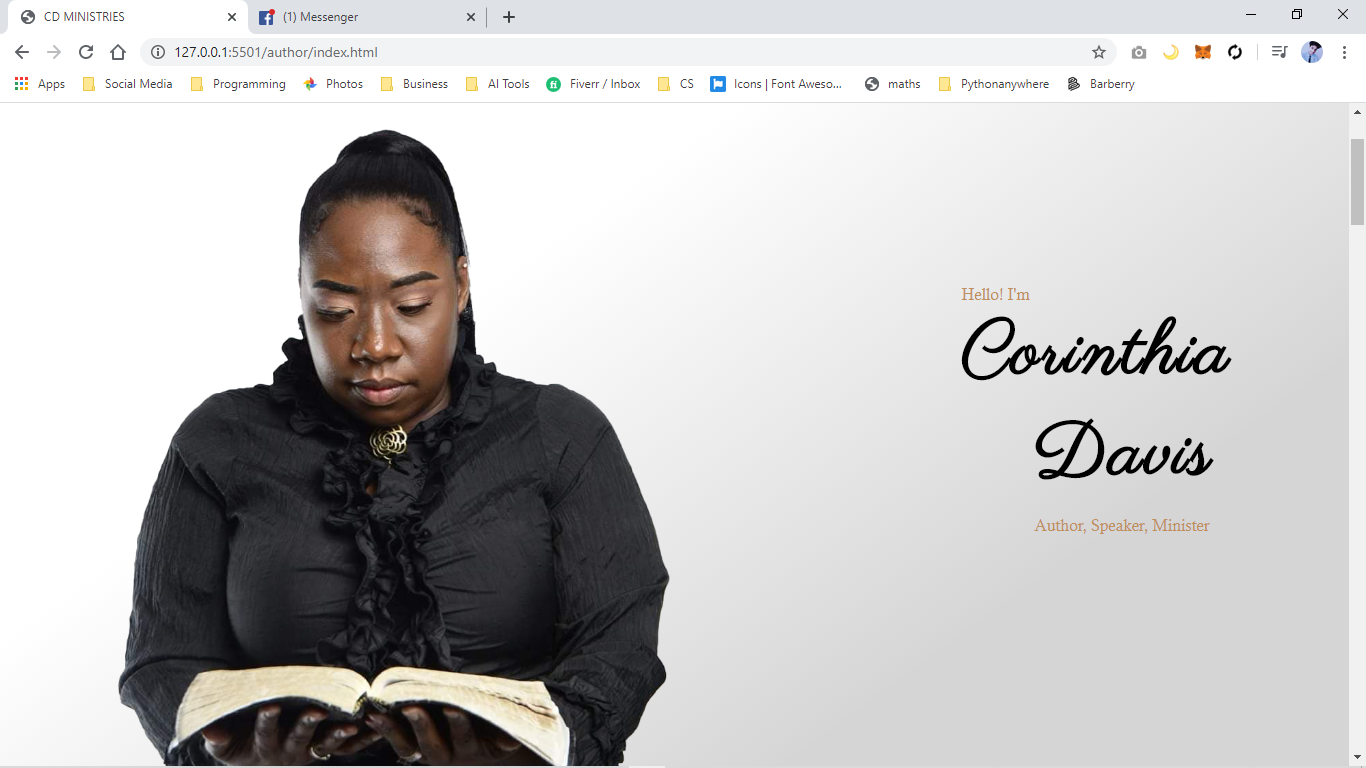 CD MINISTRIES
(1) Messenger
127.0.0.1:5501/author/index.html
Apps Social Media Programming Photos Business AI Tools fi Fiverr / Inbox CS Icons | Font Aweso... maths Pythonanywhere Barberry
Hello! I'm
Corinthia
Davis
Author, Speaker, Minister